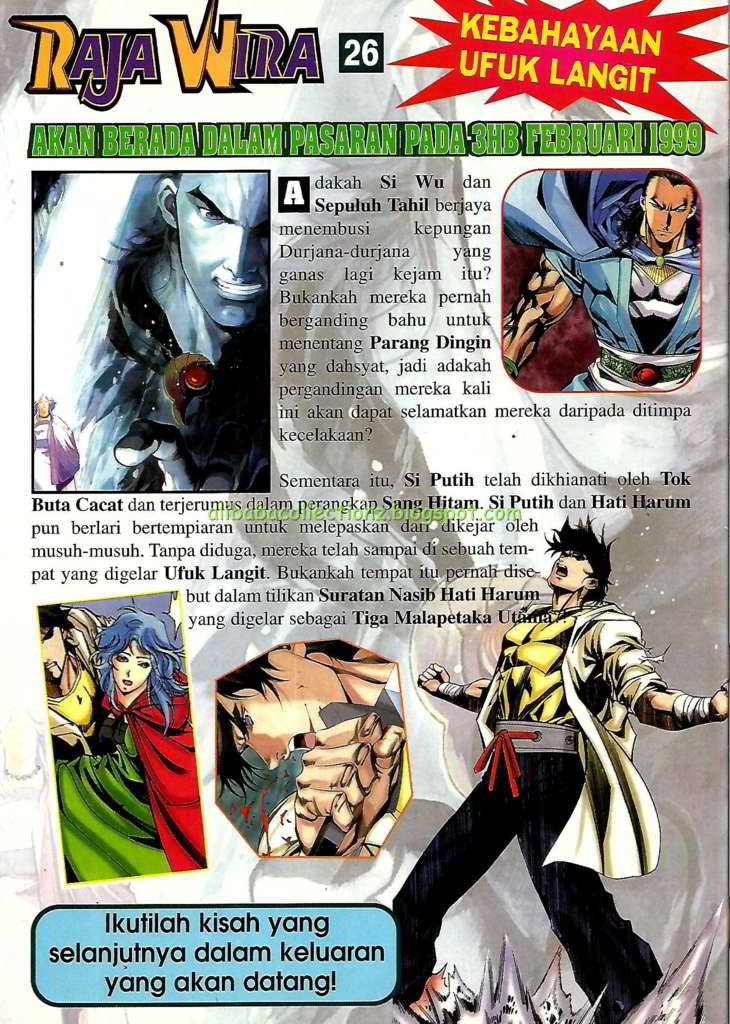 RAJA WIRA 26
KEBAHAYAAN
UFUK LANGIT
AKAN BERADA DALAM PASARAN PADA 3HB FEBRUARI 1999
Adakah Si Wu dan
Sepuluh Tahil berjaya
menembusi kepungan
Durjana-durjana yang
ganas lagi kejam itu?
Bukankah mereka pernah
berganding bahu untuk
menentang Parang Dingin
yang dahsyat, jadi adakah
pergandingan mereka kali
ini akan dapat selamatkan mereka daripada ditimpa
kecelakaan?
Sementara itu, Si Putih telah dikhianati oleh Tok
Buta Cacat dan terjerumus dalam perangkap Sang Hitam. Si Putih dan Hati Harum
alibabacollectionz.blogspot.com
pun berlari bertempiaran untuk melepaskan dari dikejar oleh
musuh-musuh. Tanpa diduga, mereka telah sampai di sebuah tem-
pat yang digelar Ufuk Langit. Bukankah tempat itu pernah dise-
but dalam tilikan Suratan Nasib Hati Harum
yang digelar sebagai Tiga Malapetaka Utama?!
Ikutilah kisah yang
selanjutnya dalam keluaran
yang akan datang!